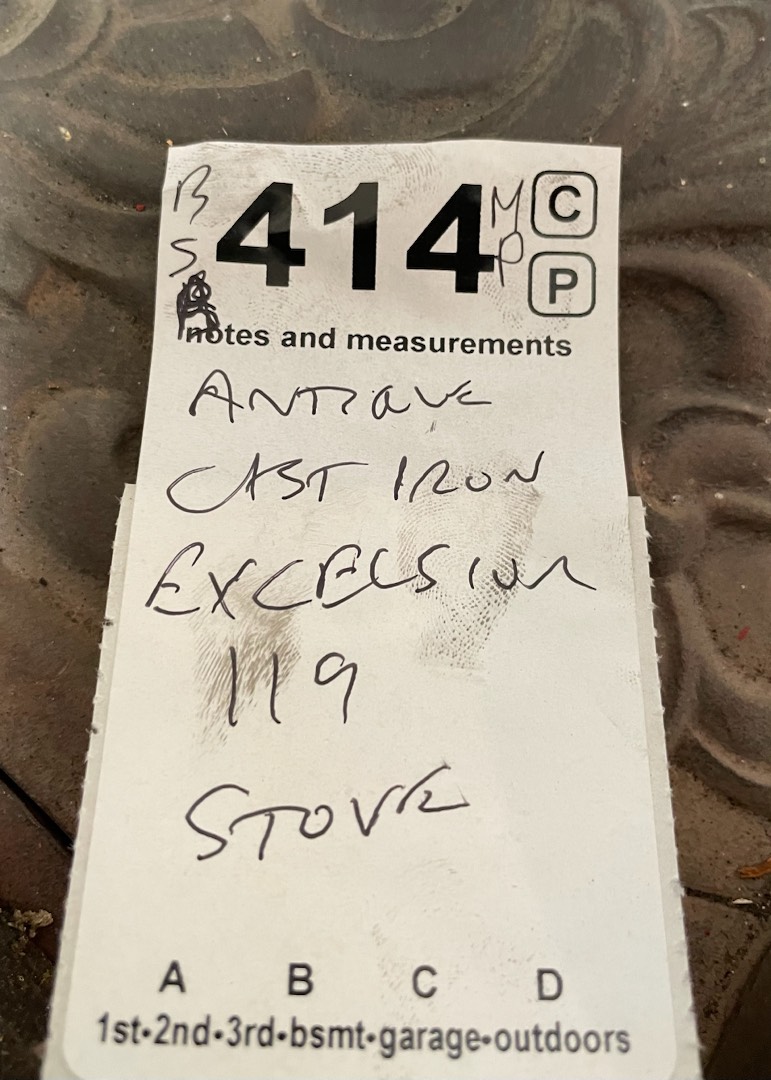 B
S
414
M
P
C
P
notes and measurements
ANTIQUE
CAST IRON
EXCELSIOR
119
STOVE
A B C D
1st•2nd•3rd•bsmt•garage•outdoors